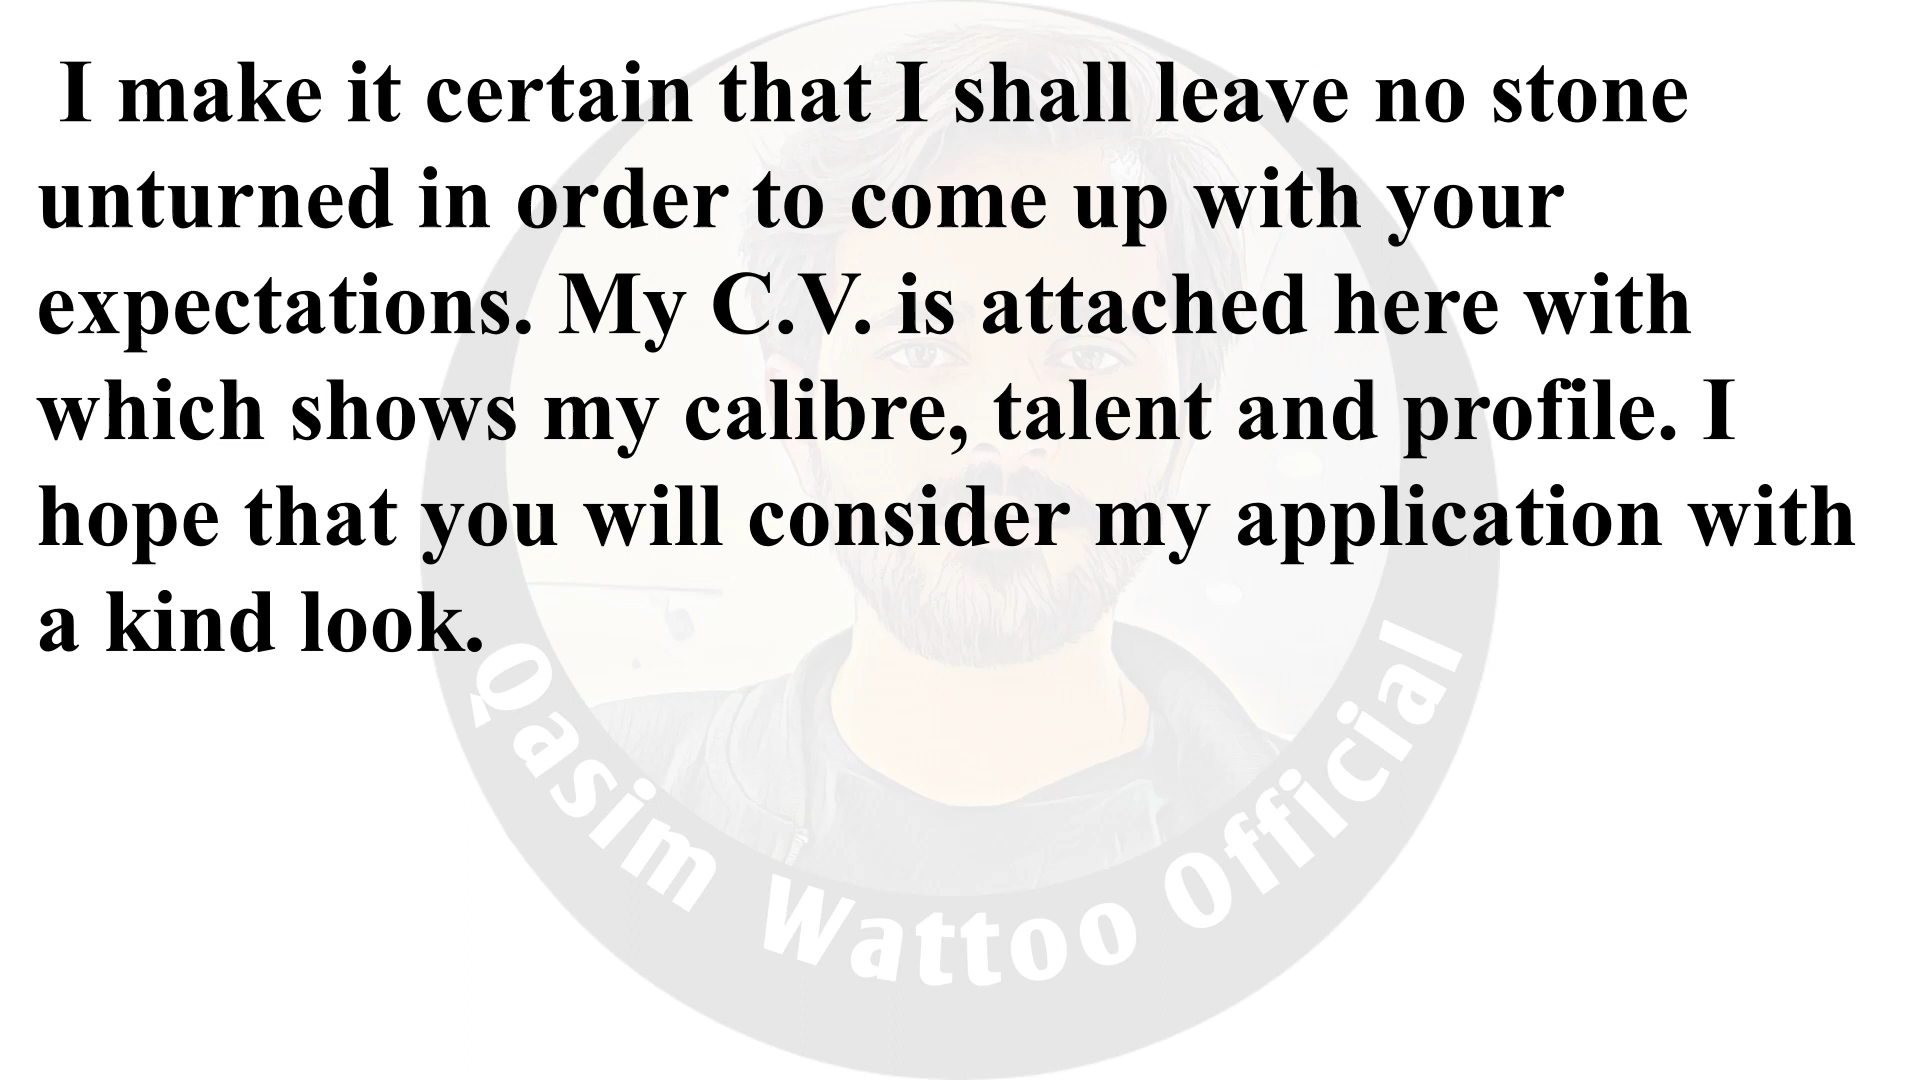 I make it certain that I shall leave no stone
unturned in order to come up with your
expectations. My C.V. is attached here with
which shows my calibre, talent and profile. I
hope that you will consider my application with
a kind look.
Qasim Wattoo Official